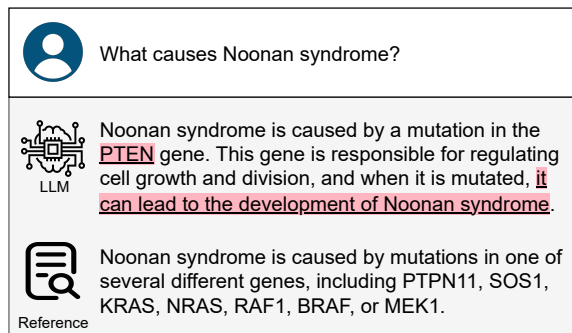 What causes Noonan syndrome?
Noonan syndrome is caused by a mutation in the
PTEN gene. This gene is responsible for regulating
cell growth and division, and when it is mutated, it
can lead to the development of Noonan syndrome.
LLM
Noonan syndrome is caused by mutations in one of
several different genes, including PTPN11, SOS1,
KRAS, NRAS, RAF1, BRAF, or MEK1.
Reference